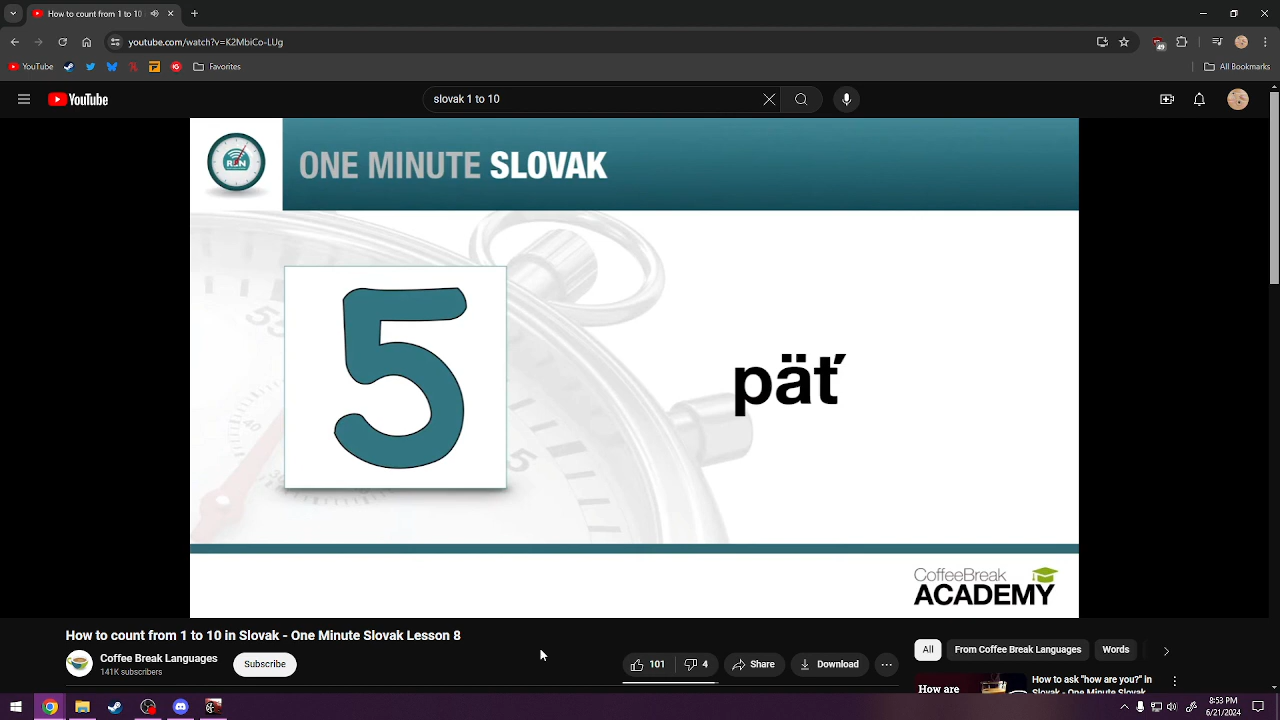 How to count from 1 to 10
youtube.com/watch?v=K2MbiCo-LUg
YouTube
Favorites
All Bookmarks
YouTube
slovak 1 to 10
RLN
ONE MINUTE SLOVAK
55
5
40
5
päť
CoffeeBreak
ACADEMY
How to count from 1 to 10 in Slovak - One Minute Slovak Lesson 8
Coffee Break Languages
141K subscribers
Subscribe
101
4
Share
Download
All
From Coffee Break Languages
Words
How are
How to ask "how are you?" in
Slovak - One Minute Slovak
8:53 PM
6/21/2024